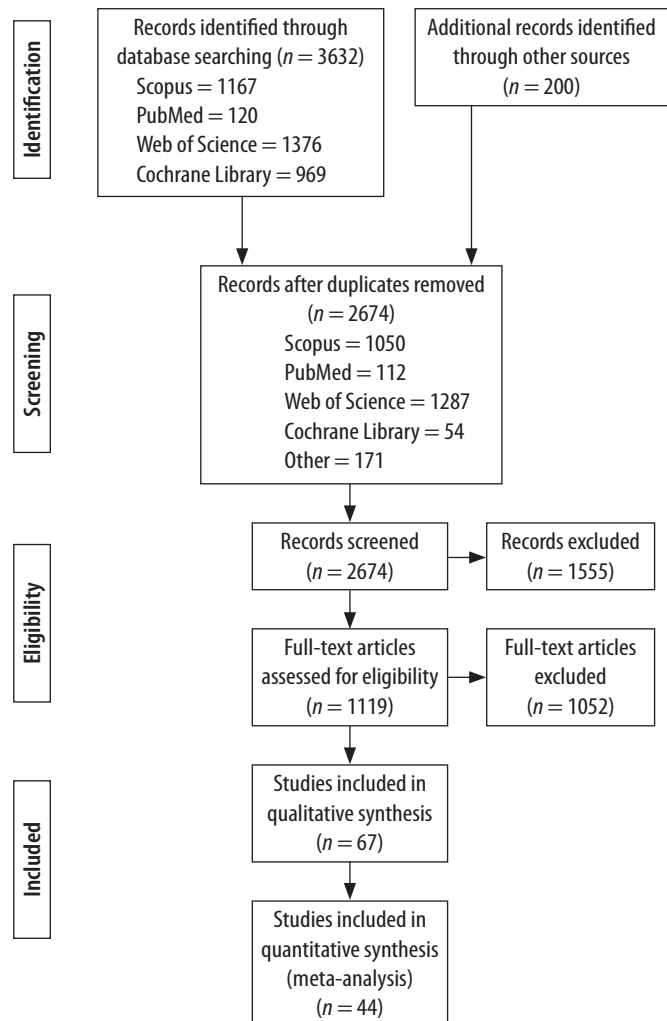 Identification
Records identified through
database searching (n = 3632)
Scopus = 1167
PubMed = 120
Web of Science = 1376
Cochrane Library = 969
Additional records identified
through other sources
(n = 200)
Screening
Records after duplicates removed
(n = 2674)
Scopus = 1050
PubMed = 112
Web of Science = 1287
Cochrane Library = 54
Other = 171
Eligibility
Records screened
(n = 2674)
Records excluded
(n = 1555)
Full-text articles
assessed for eligibility
(n = 1119)
Full-text articles
excluded
(n = 1052)
Included
Studies included in
qualitative synthesis
(n = 67)
Studies included in
quantitative synthesis
(meta-analysis)
(n = 44)